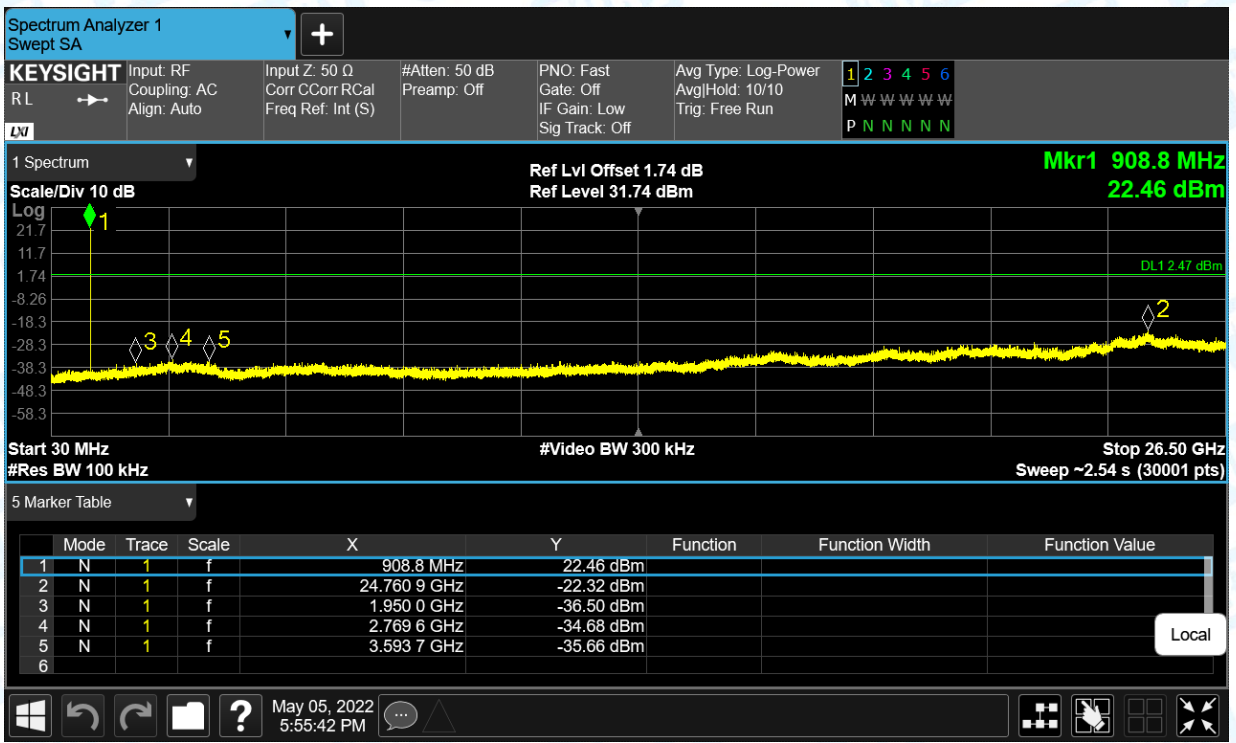 Spectrum Analyzer 1
Swept SA
KEYSIGHT
R L
LXI
Input: RF
Coupling: AC
Align: Auto
Input Z: 50 Ω
Corr CCorr RCal
Freq Ref: Int (S)
#Atten: 50 dB
Preamp: Off
PNO: Fast
Gate: Off
IF Gain: Low
Sig Track: Off
Avg Type: Log-Power
Avg|Hold: 10/10
Trig: Free Run
1 2 3 4 5 6
M W W W W W
P N N N N N
1 Spectrum
Scale/Div 10 dB
Ref Lvl Offset 1.74 dB
Ref Level 31.74 dBm
Mkr1 908.8 MHz
22.46 dBm
Log
21.7
11.7
1.74
-8.26
-18.3
-28.3
-38.3
-48.3
-58.3
1
3
4
5
2
DL1 2.47 dBm
Start 30 MHz
#Video BW 300 kHz
Stop 26.50 GHz
#Res BW 100 kHz
Sweep ~2.54 s (30001 pts)
5 Marker Table
Mode Trace Scale X Y Function Function Width Function Value
1 N 1 f 908.8 MHz 22.46 dBm
2 N 1 f 24.760 9 GHz -22.32 dBm
3 N 1 f 1.950 0 GHz -36.50 dBm
4 N 1 f 2.769 6 GHz -34.68 dBm
5 N 1 f 3.593 7 GHz -35.66 dBm
6
Local
?
May 05, 2022
5:55:42 PM